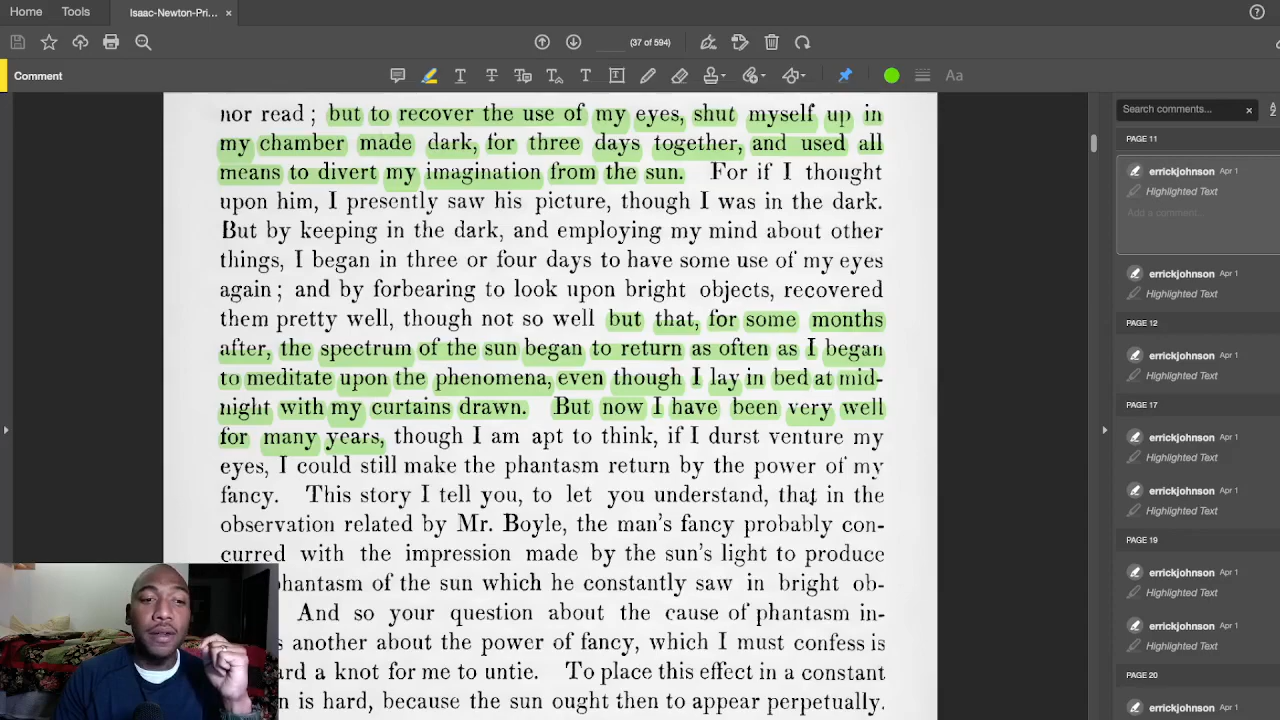 Home Tools Isaac-Newton-Pri... ×
(37 of 594)
Comment
Aa
nor read ; but to recover the use of my eyes, shut myself up in
my chamber made dark, for three days together, and used all
means to divert my imagination from the sun. For if I thought
upon him, I presently saw his picture, though I was in the dark.
But by keeping in the dark, and employing my mind about other
things, I began in three or four days to have some use of my eyes
again ; and by forbearing to look upon bright objects, recovered
them pretty well, though not so well but that, for some months
after, the spectrum of the sun began to return as often as I began
to meditate upon the phenomena, even though I lay in bed at mid-
night with my curtains drawn. But now I have been very well
for many years, though I am apt to think, if I durst venture my
eyes, I could still make the phantasm return by the power of my
fancy. This story I tell you, to let you understand, that in the
observation related by Mr. Boyle, the man's fancy probably con-
curred with the impression made by the sun's light to produce
phantasm of the sun which he constantly saw in bright ob-
And so your question about the cause of phantasm in-
another about the power of fancy, which I must confess is
a knot for me to untie. To place this effect in a constant
is hard, because the sun ought then to appear perpetually.
Search comments... ×
PAGE 11
errickjohnson Apr 1
Highlighted Text
Add a comment...
errickjohnson Apr 1
Highlighted Text
PAGE 12
errickjohnson Apr 1
Highlighted Text
PAGE 17
errickjohnson Apr 1
Highlighted Text
errickjohnson Apr 1
Highlighted Text
PAGE 19
errickjohnson Apr 1
Highlighted Text
errickjohnson Apr 1
Highlighted Text
PAGE 20
errickjohnson Apr 1